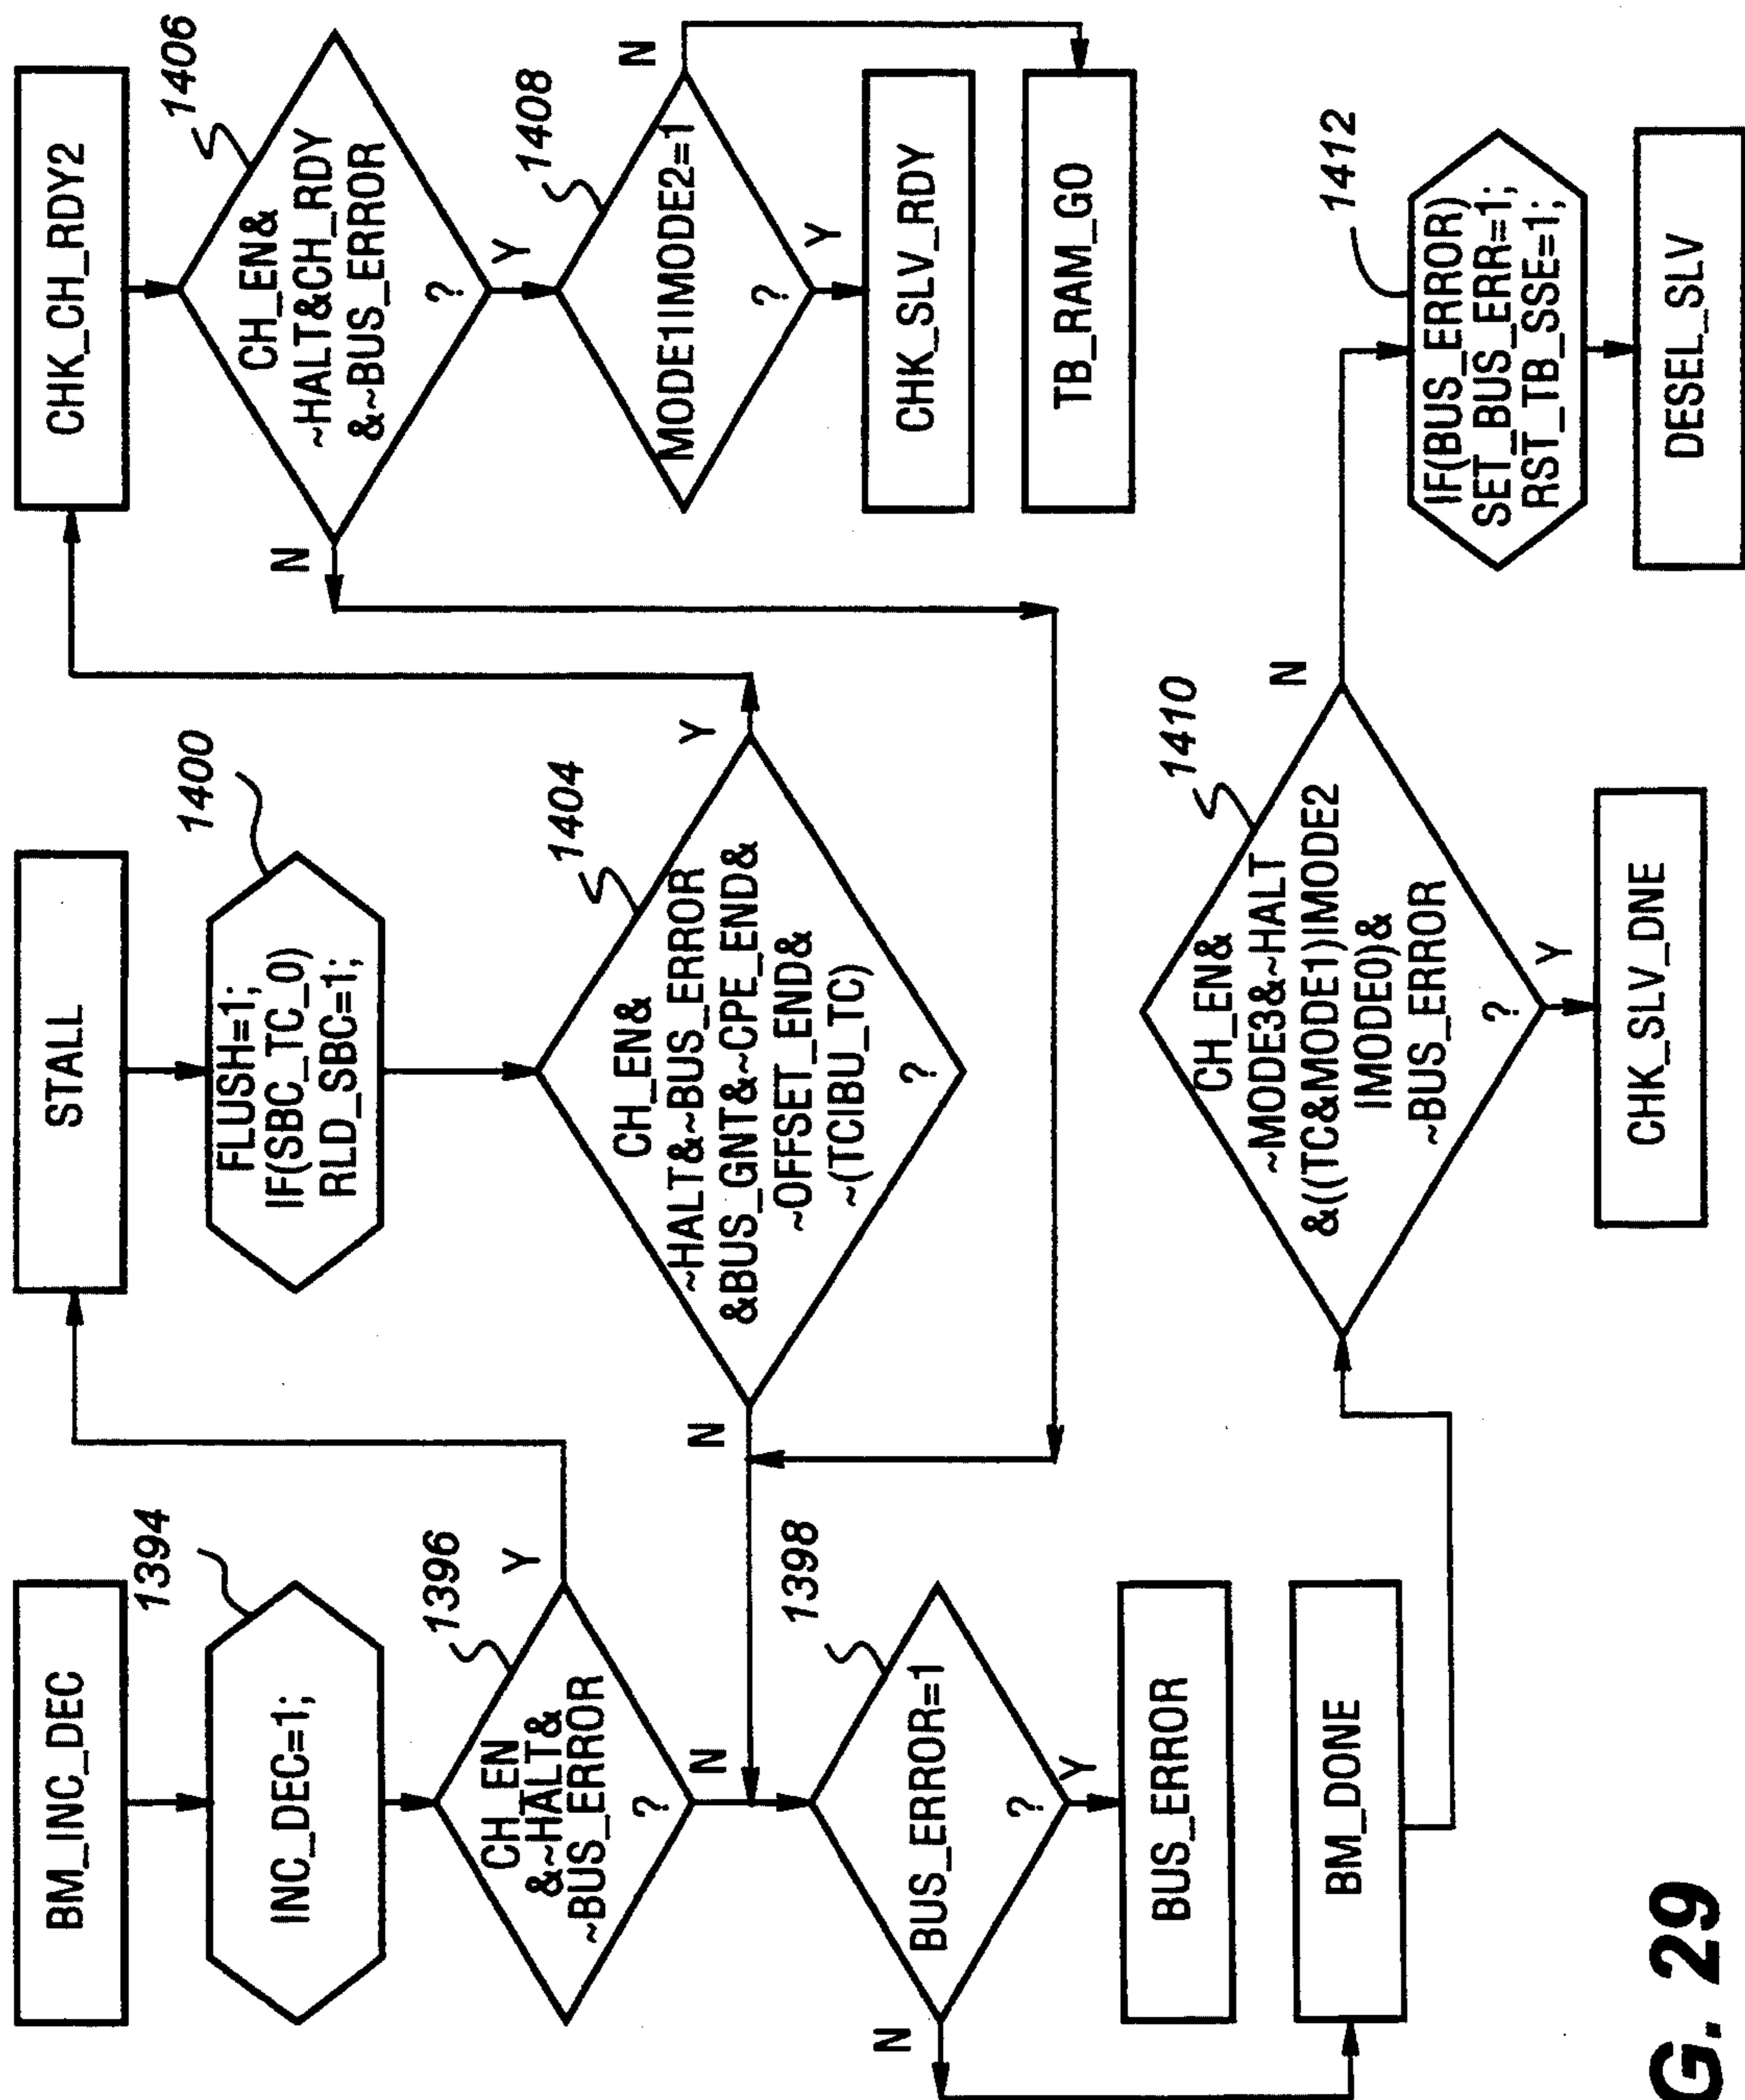 BM_INC_DEC
1394
INC_DEC=1;
1396
CH_EN
&~HALT&
~BUS_ERROR
?
Y
N
1398
BUS_ERROR=1
?
Y
N
BUS_ERROR
BM_DONE
STALL
1400
FLUSH=1;
IF(SBC_TC_0)
RLD_SBC=1;
1404
CH_EN&
~HALT&~BUS_ERROR
&BUS_GNT&~CPE_END&
~OFFSET_END&
~(TCIBU_TC)
?
Y
N
CHK_CH_RDY2
1406
CH_EN&
~HALT&CH_RDY
&~BUS_ERROR
?
Y
N
1408
MODE1IMODE2=1
?
Y
N
CHK_SLV_RDY
TB_RAM_GO
1410
CH_EN&
~MODE3&~HALT
&((TC&MODE1)IMODE2
IMODE0)&
~BUS_ERROR
?
Y
N
CHK_SLV_DNE
1412
IF(BUS_ERROR)
SET_BUS_ERR=1;
RST_TB_SSE=1;
DESEL_SLV
G. 29